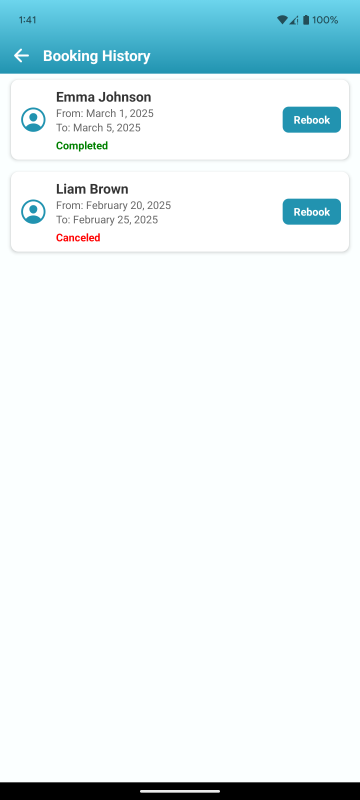 1:41
100%
Booking History
Emma Johnson
From: March 1, 2025
To: March 5, 2025
Completed
Rebook
Liam Brown
From: February 20, 2025
To: February 25, 2025
Canceled
Rebook